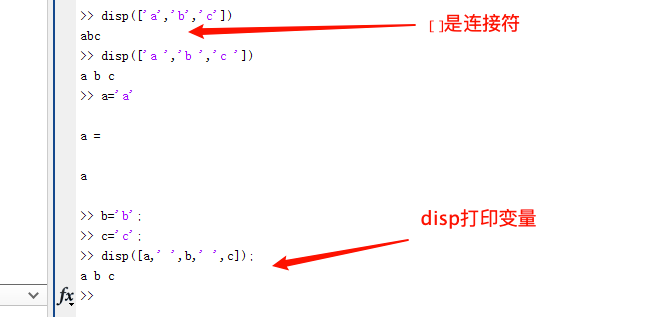 >> disp(['a','b','c'])
[ ]是连接符
abc
>> disp(['a ','b ','c '])
a b c
>> a='a'
a =
a
>> b='b';
disp打印变量
>> c='c';
>> disp([a,' ',b,' ',c]);
a b c
fx >>